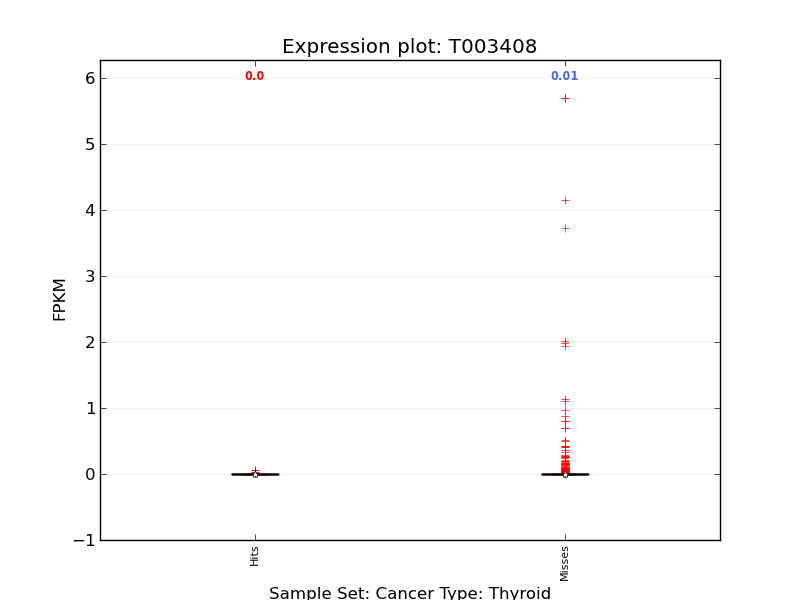 Expression plot: T003408
0.0 0.01
6
5
4
3
2
1
0
−1
FPKM
Hits
Misses
Sample Set: Cancer Type: Thyroid